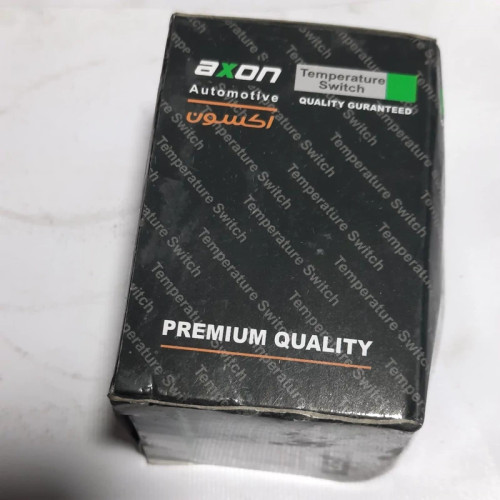 axon
Automotive
اكسون
Temperature
Switch
QUALITY GURANTEED
Temperature Switch
PREMIUM QUALITY